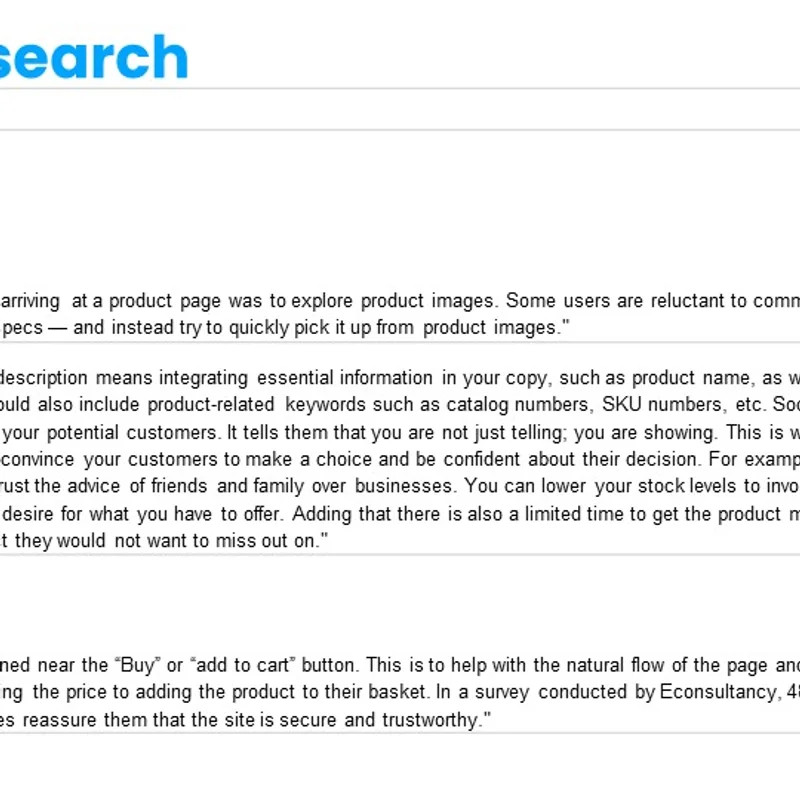 search
arriving at a product page was to explore product images. Some users are reluctant to comm
pecs — and instead try to quickly pick it up from product images."
description means integrating essential information in your copy, such as product name, as w
ould also include product-related keywords such as catalog numbers, SKU numbers, etc. Soc
your potential customers. It tells them that you are not just telling; you are showing. This is w
convince your customers to make a choice and be confident about their decision. For examp
rust the advice of friends and family over businesses. You can lower your stock levels to invo
desire for what you have to offer. Adding that there is also a limited time to get the product m
t they would not want to miss out on."
ned near the “Buy” or “add to cart” button. This is to help with the natural flow of the page and
ing the price to adding the product to their basket. In a survey conducted by Econsultancy, 48
es reassure them that the site is secure and trustworthy."